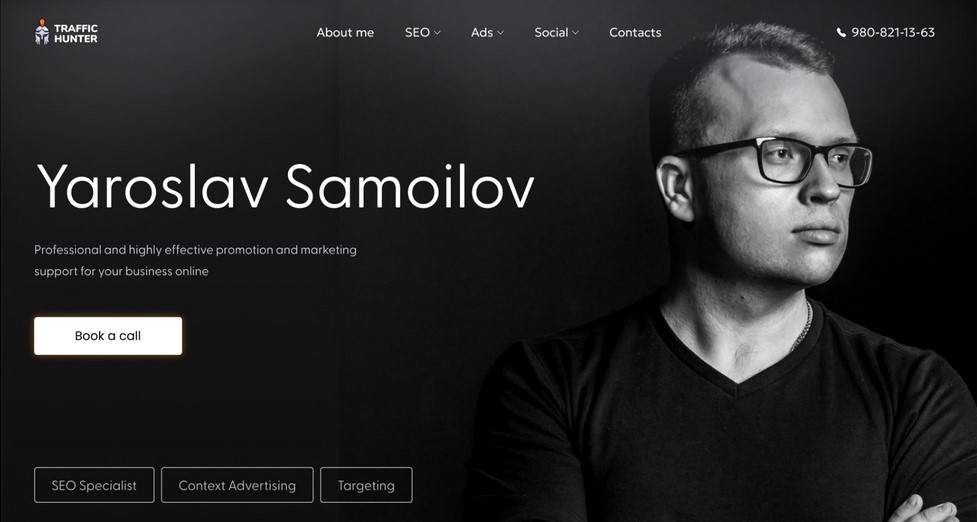 TRAFFIC
HUNTER
About me SEO Ads Social Contacts 980-821-13-63
Yaroslav Samoilov
Professional and highly effective promotion and marketing
support for your business online
Book a call
SEO Specialist Context Advertising Targeting